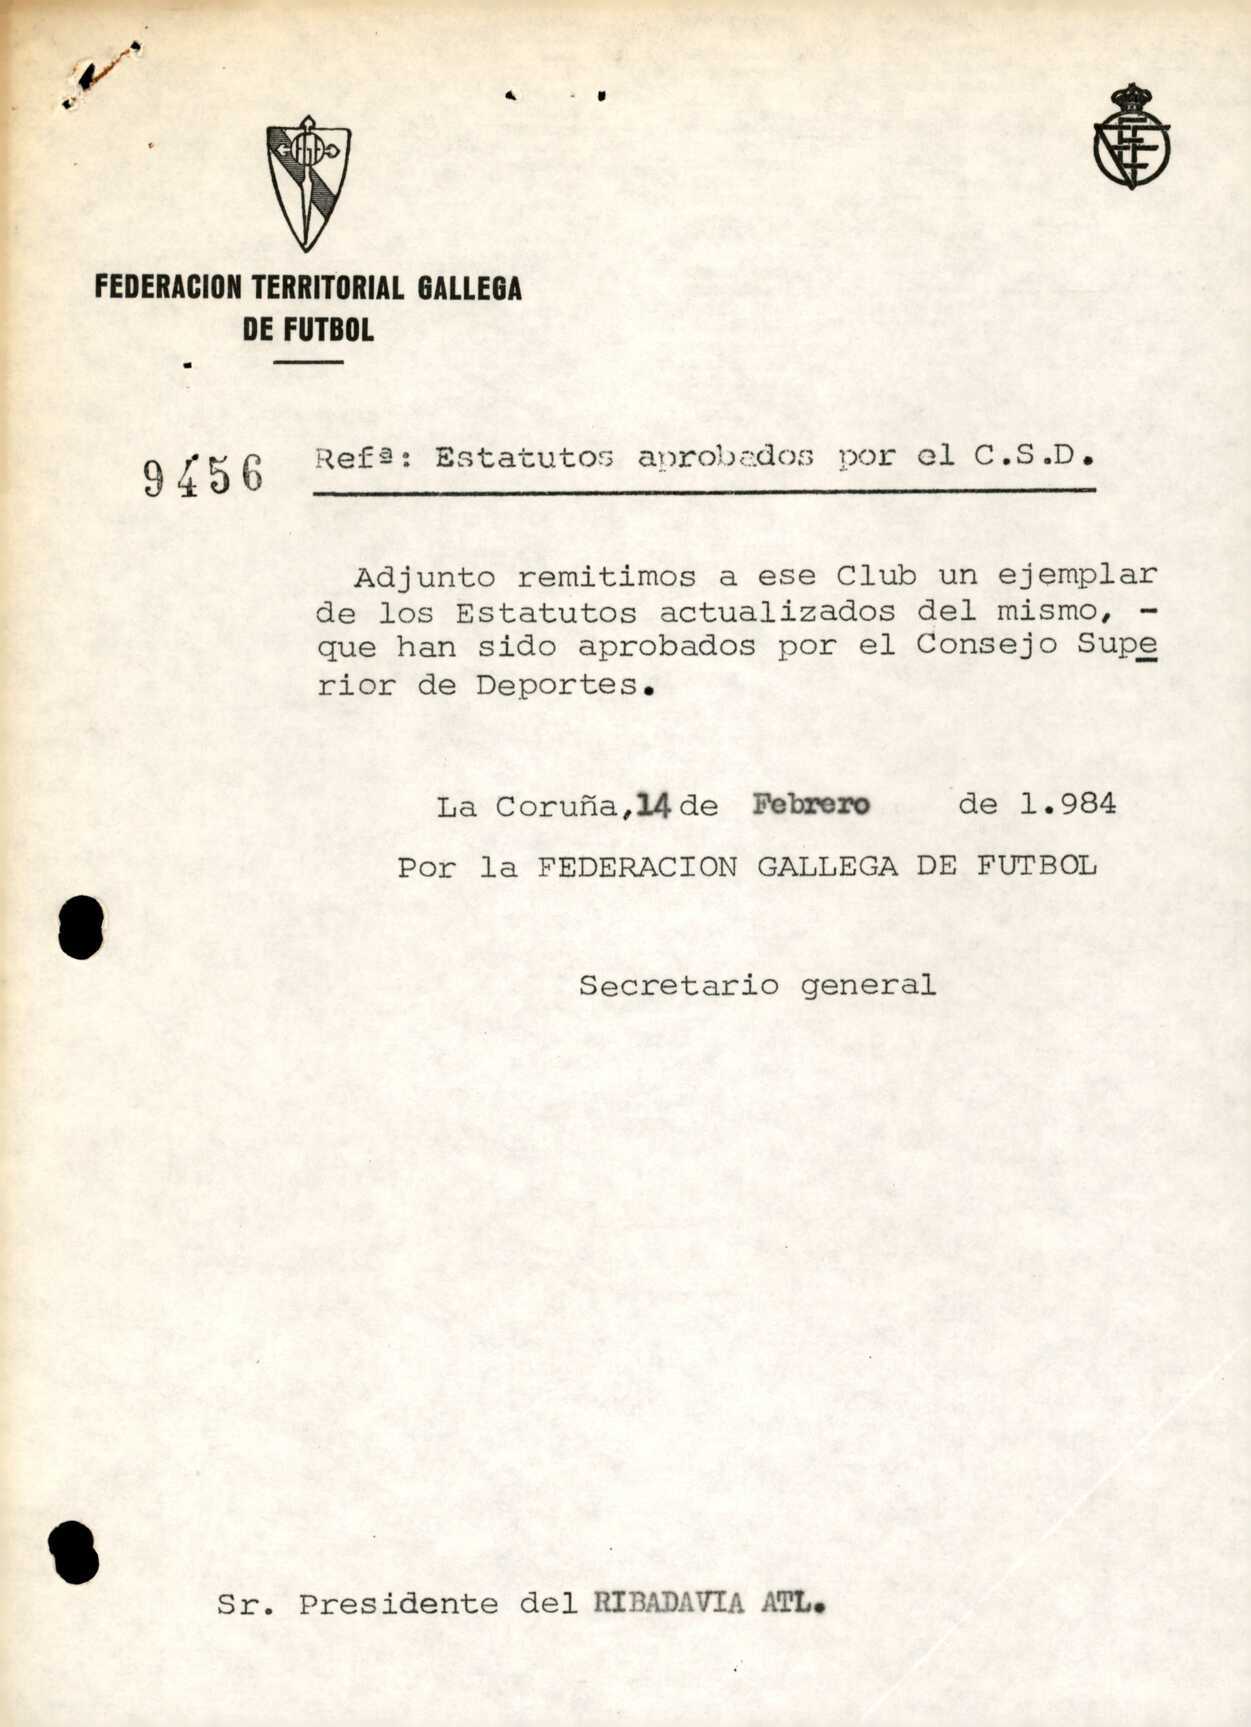 FEDERACION TERRITORIAL GALLEGA
DE FUTBOL
9456
Refª: Estatutos aprobados por el C.S.D.
Adjunto remitimos a ese Club un ejemplar
de los Estatutos actualizados del mismo, -
que han sido aprobados por el Consejo Supe
rior de Deportes.
La Coruña, 14 de Febrero de 1.984
Por la FEDERACION GALLEGA DE FUTBOL
Secretario general
Sr. Presidente del RIBADAVIA ATL.